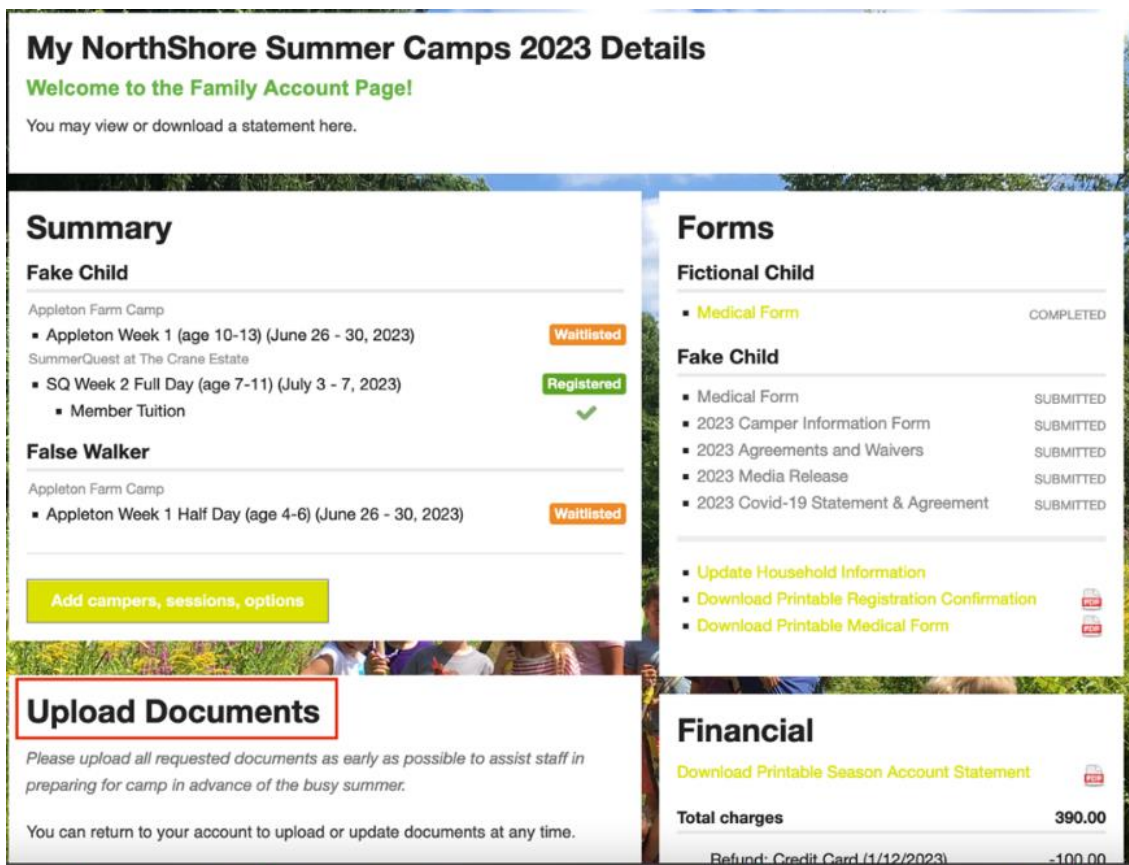 My NorthShore Summer Camps 2023 Details
Welcome to the Family Account Page!
You may view or download a statement here.
Summary
Fake Child
Appleton Farm Camp
Appleton Week 1 (age 10-13) (June 26 - 30, 2023) Waitlisted
SummerQuest at The Crane Estate
SQ Week 2 Full Day (age 7-11) (July 3 - 7, 2023) Registered
Member Tuition
False Walker
Appleton Farm Camp
Appleton Week 1 Half Day (age 4-6) (June 26 - 30, 2023) Waitlisted
Add campers, sessions, options
Upload Documents
Please upload all requested documents as early as possible to assist staff in
preparing for camp in advance of the busy summer.
You can return to your account to upload or update documents at any time.
Forms
Fictional Child
Medical Form COMPLETED
Fake Child
Medical Form SUBMITTED
2023 Camper Information Form SUBMITTED
2023 Agreements and Waivers SUBMITTED
2023 Media Release SUBMITTED
2023 Covid-19 Statement & Agreement SUBMITTED
Update Household Information
Download Printable Registration Confirmation PDF
Download Printable Medical Form PDF
Financial
Download Printable Season Account Statement PDF
Total charges 390.00
Refund: Credit Card (1/12/2023) -100.00